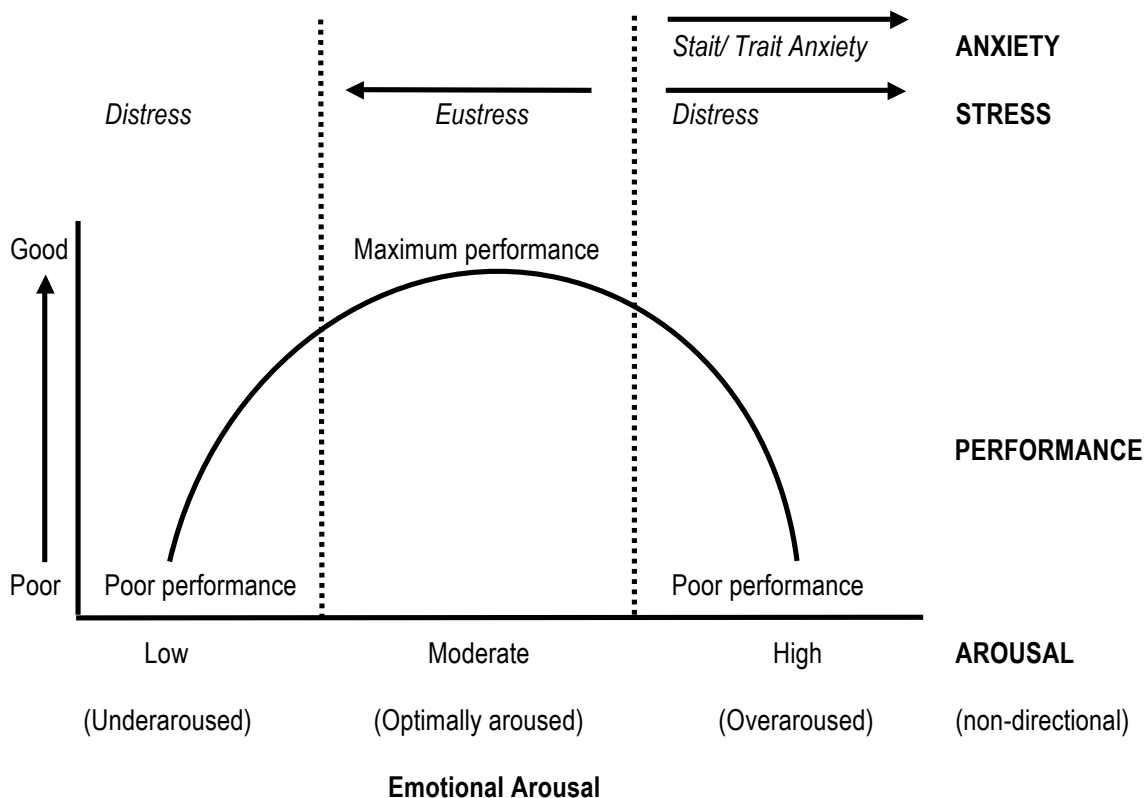 Stait/ Trait Anxiety ANXIETY
Distress Eustress Distress STRESS
Good Maximum performance
PERFORMANCE
Poor Poor performance Poor performance
Low Moderate High AROUSAL
(Underaroused) (Optimally aroused) (Overaroused) (non-directional)
Emotional Arousal